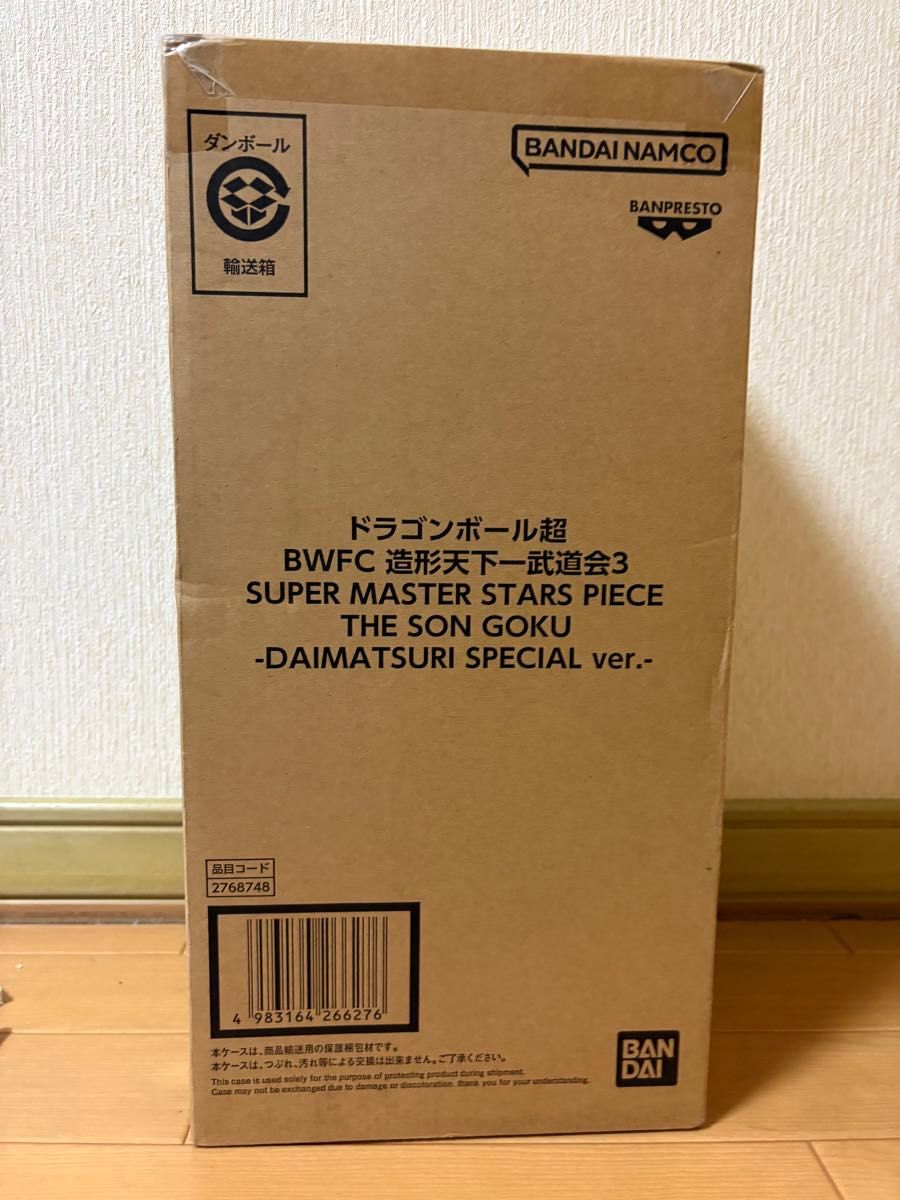 ダンボール
輸送箱
BANDAI NAMCO
BANPRESTO
ドラゴンボール超
BWFC 造形天下一武道会3
SUPER MASTER STARS PIECE
THE SON GOKU
-DAIMATSURI SPECIAL ver.-
品目コード
2768748
4 983164 266276
本ケースは、商品輸送用の保護梱包材です。
本ケースは、つぶれ、汚れ等による交換は出来ません。ご了承ください。
This case is used solely for the purpose of protecting product during shipment.
Case may not be exchanged due to damage or discoloration. thank you for your understanding.
BAN
DAI